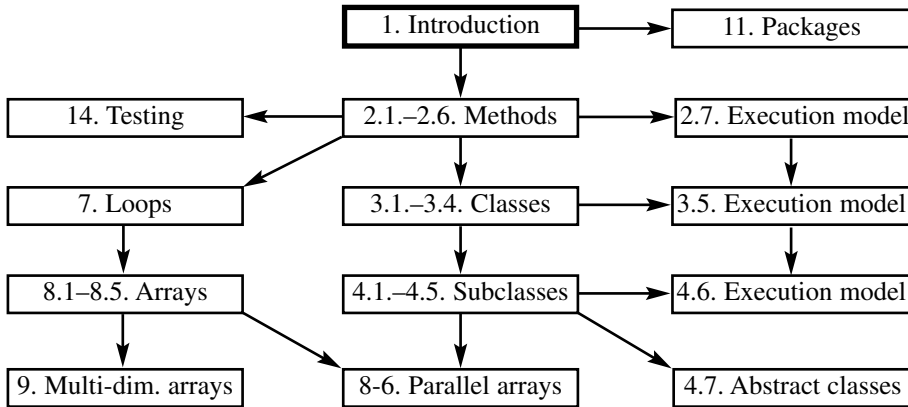 1. Introduction
11. Packages
14. Testing
2.1.–2.6. Methods
2.7. Execution model
7. Loops
3.1.–3.4. Classes
3.5. Execution model
8.1–8.5. Arrays
4.1.–4.5. Subclasses
4.6. Execution model
9. Multi-dim. arrays
8-6. Parallel arrays
4.7. Abstract classes